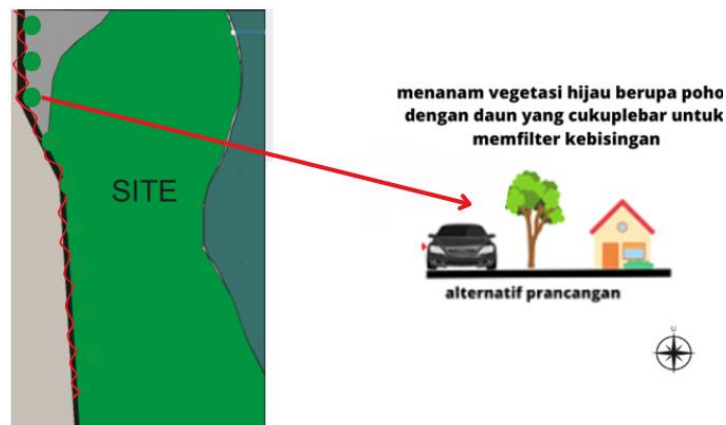 menanam vegetasi hijau berupa poho
dengan daun yang cukuplebar untuk
memfilter kebisingan
SITE
alternatif prancangan